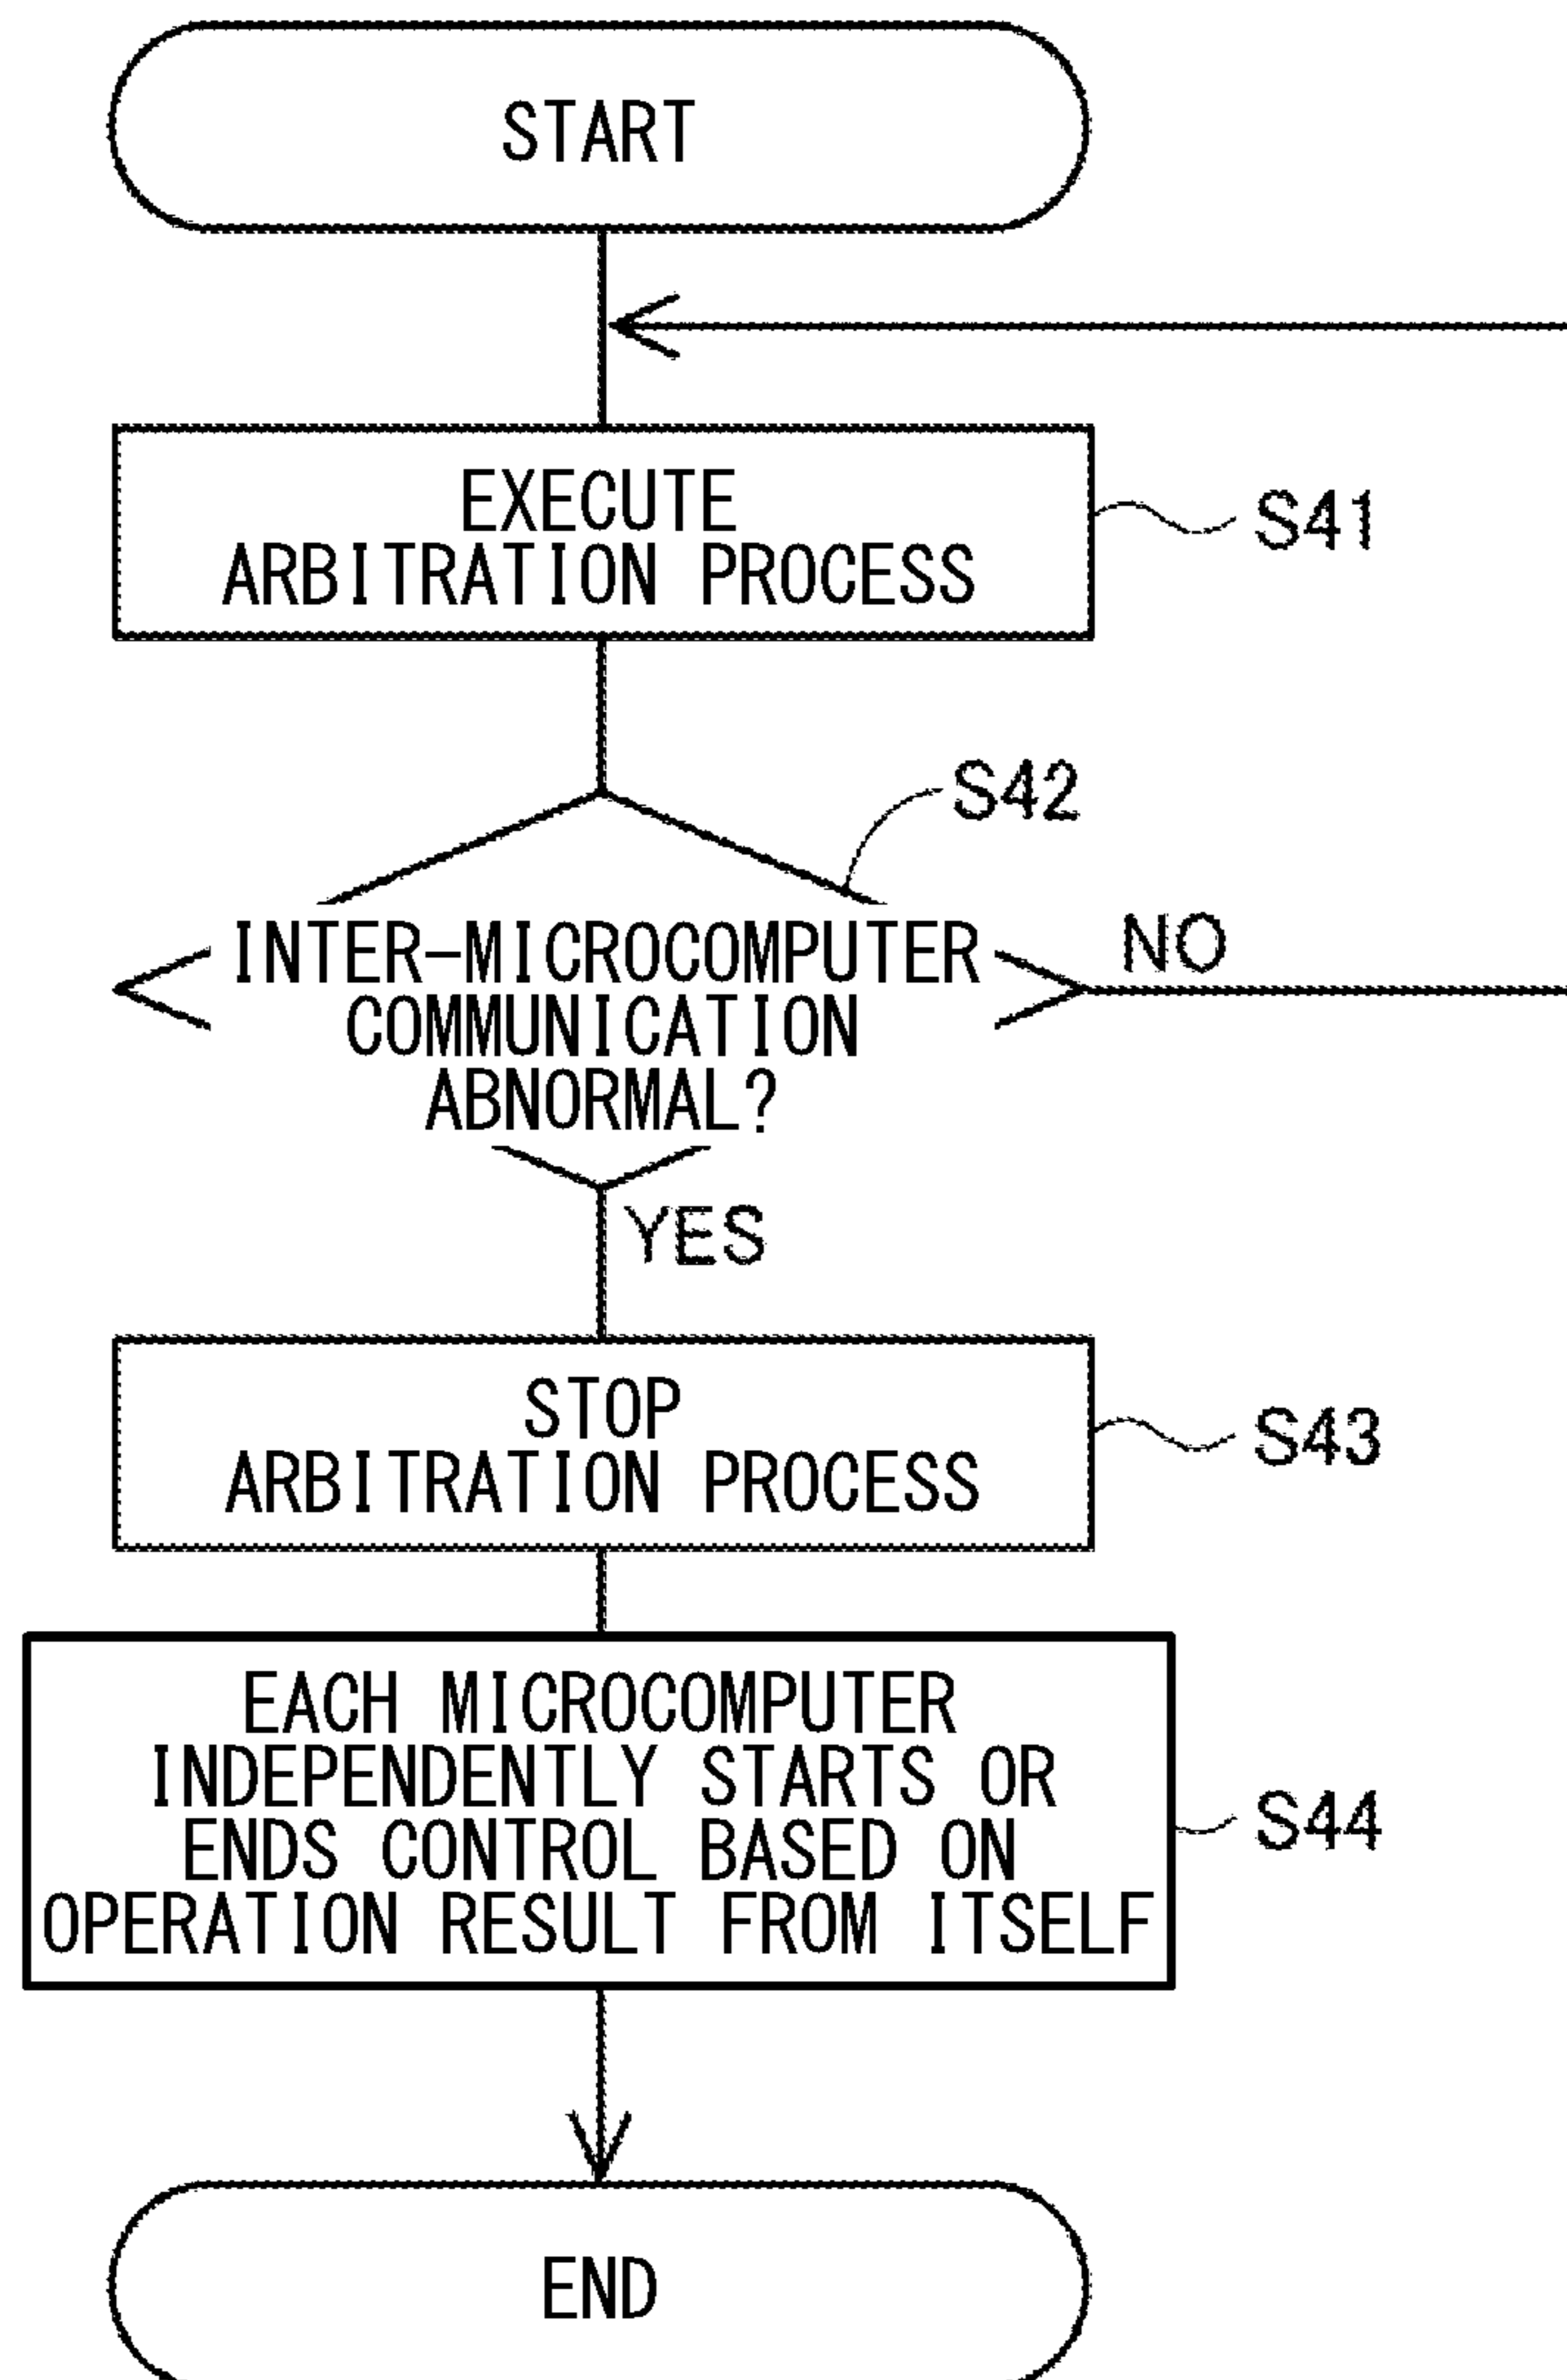 START
EXECUTE
ARBITRATION PROCESS
S41
S42
INTER-MICROCOMPUTER
COMMUNICATION
ABNORMAL?
NO
YES
STOP
ARBITRATION PROCESS
S43
EACH MICROCOMPUTER
INDEPENDENTLY STARTS OR
ENDS CONTROL BASED ON
OPERATION RESULT FROM ITSELF
S44
END